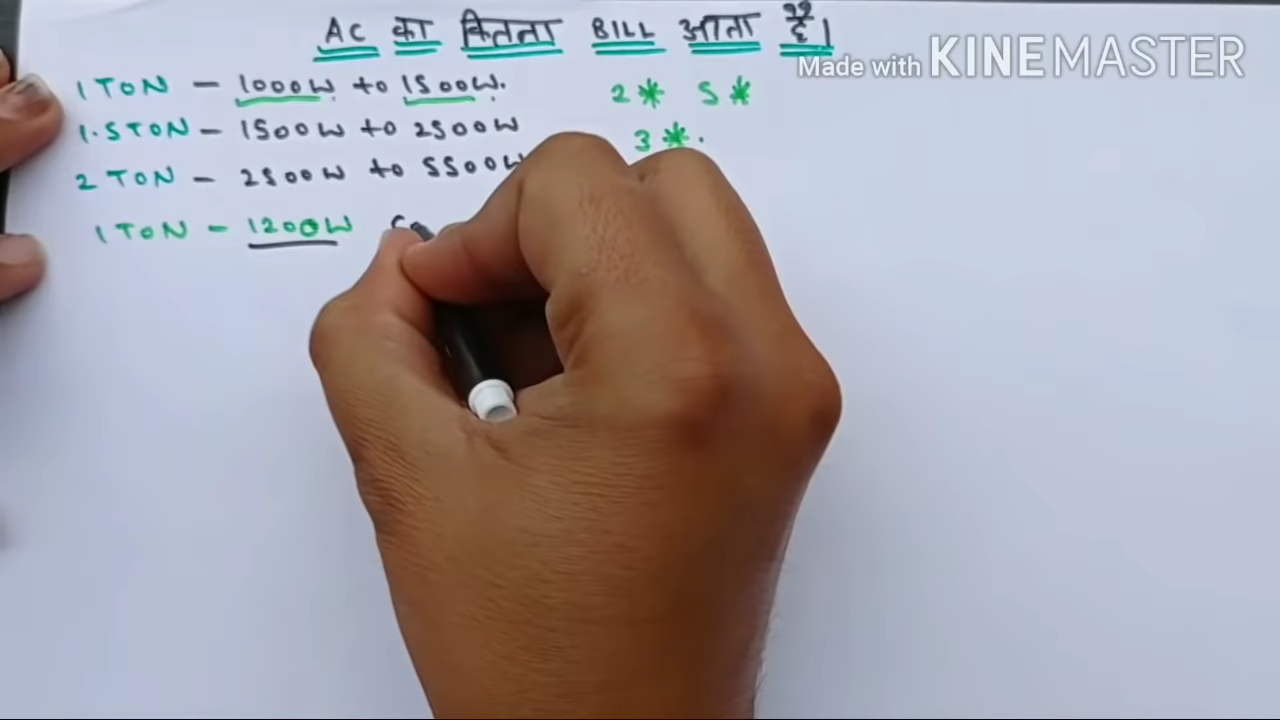 AC का कितना BILL आता है।
Made with KINEMASTER
1 TON - 1000W to 1500W. 2* 5*
1.5 TON - 1500W to 2500W 3*.
2 TON - 2500W to 5500W
1 TON - 1200W